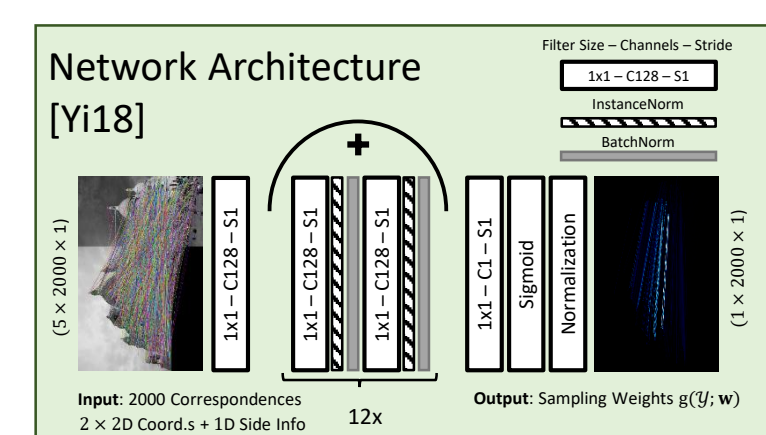 Network Architecture
[Yi18]
Filter Size – Channels – Stride
1x1 – C128 – S1
InstanceNorm
BatchNorm
+
(5 × 2000 × 1)
1x1 – C128 – S1
1x1 – C128 – S1
1x1 – C128 – S1
1x1 – C1 – S1
Sigmoid
Normalization
(1 × 2000 × 1)
Input: 2000 Correspondences
2 × 2D Coord.s + 1D Side Info
12x
Output: Sampling Weights g(𝒴; w)